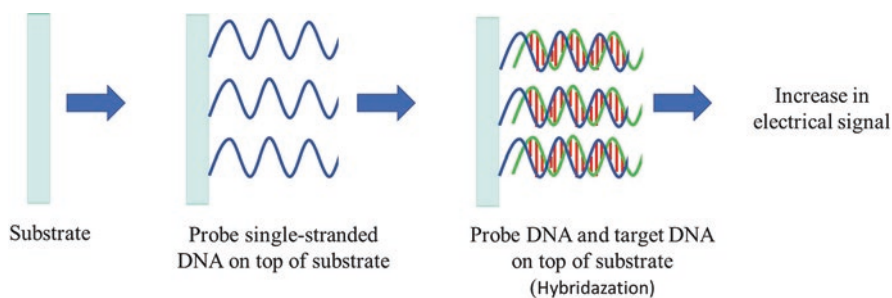 Substrate
Probe single-stranded
DNA on top of substrate
Probe DNA and target DNA
on top of substrate
(Hybridazation)
Increase in
electrical signal